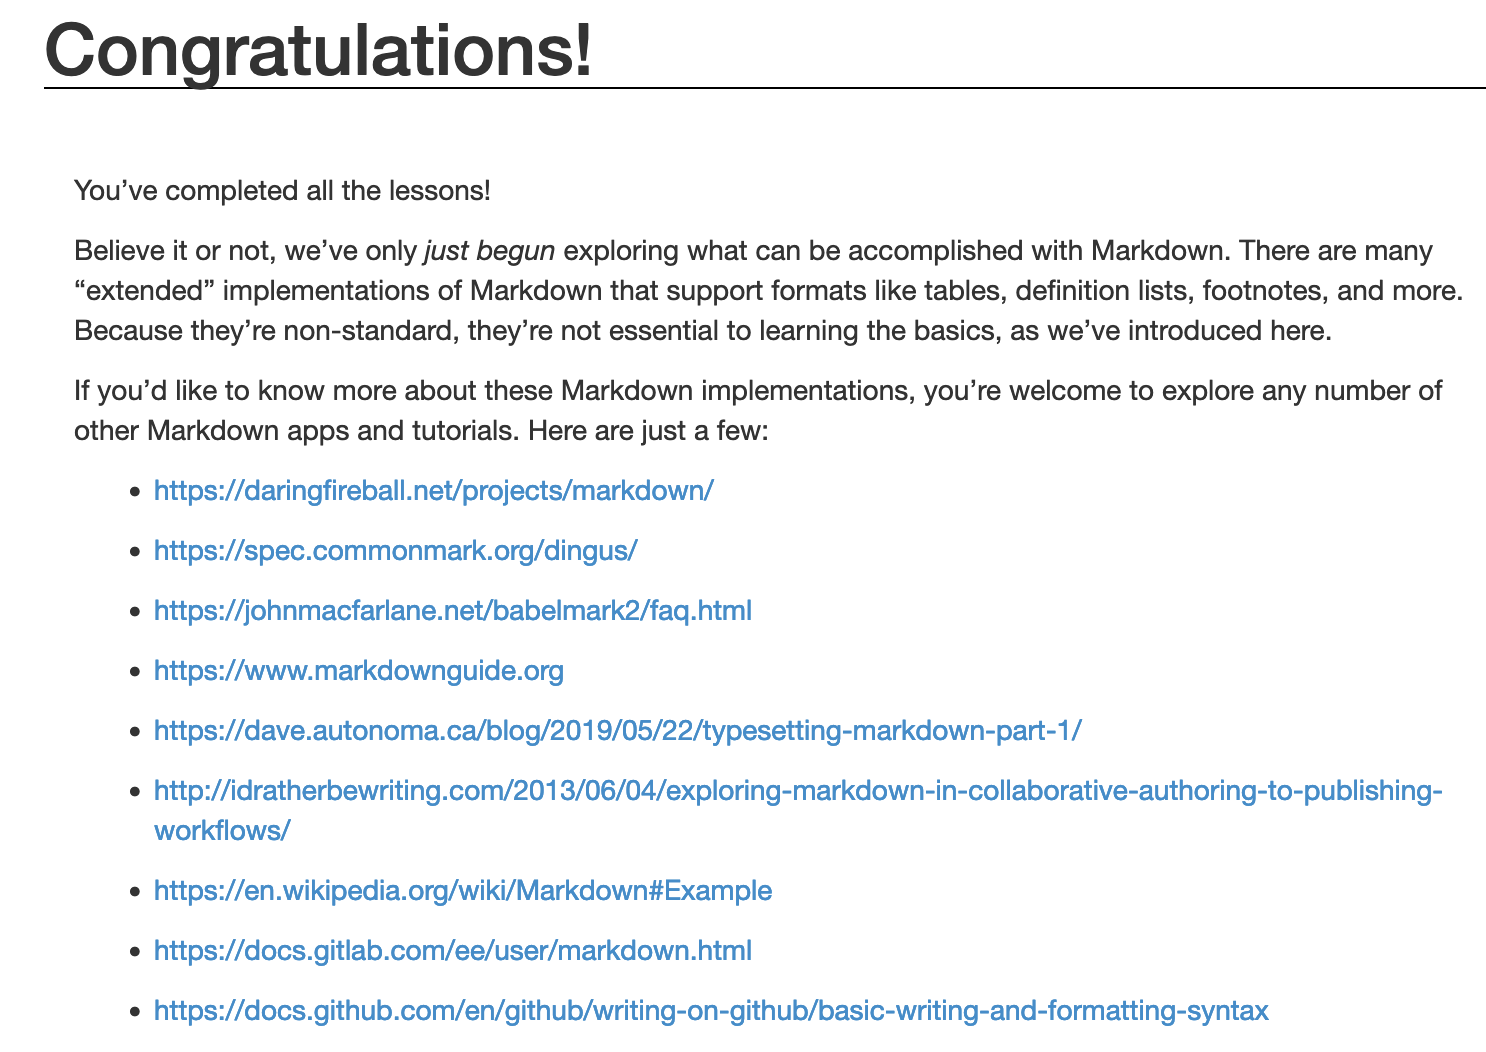 Congratulations!
You’ve completed all the lessons!
Believe it or not, we’ve only just begun exploring what can be accomplished with Markdown. There are many
“extended” implementations of Markdown that support formats like tables, definition lists, footnotes, and more.
Because they’re non-standard, they’re not essential to learning the basics, as we’ve introduced here.
If you’d like to know more about these Markdown implementations, you’re welcome to explore any number of
other Markdown apps and tutorials. Here are just a few:
• https://daringfireball.net/projects/markdown/
• https://spec.commonmark.org/dingus/
• https://johnmacfarlane.net/babelmark2/faq.html
• https://www.markdownguide.org
• https://dave.autonoma.ca/blog/2019/05/22/typesetting-markdown-part-1/
• http://idratherbewriting.com/2013/06/04/exploring-markdown-in-collaborative-authoring-to-publishing-
workflows/
• https://en.wikipedia.org/wiki/Markdown#Example
• https://docs.gitlab.com/ee/user/markdown.html
• https://docs.github.com/en/github/writing-on-github/basic-writing-and-formatting-syntax